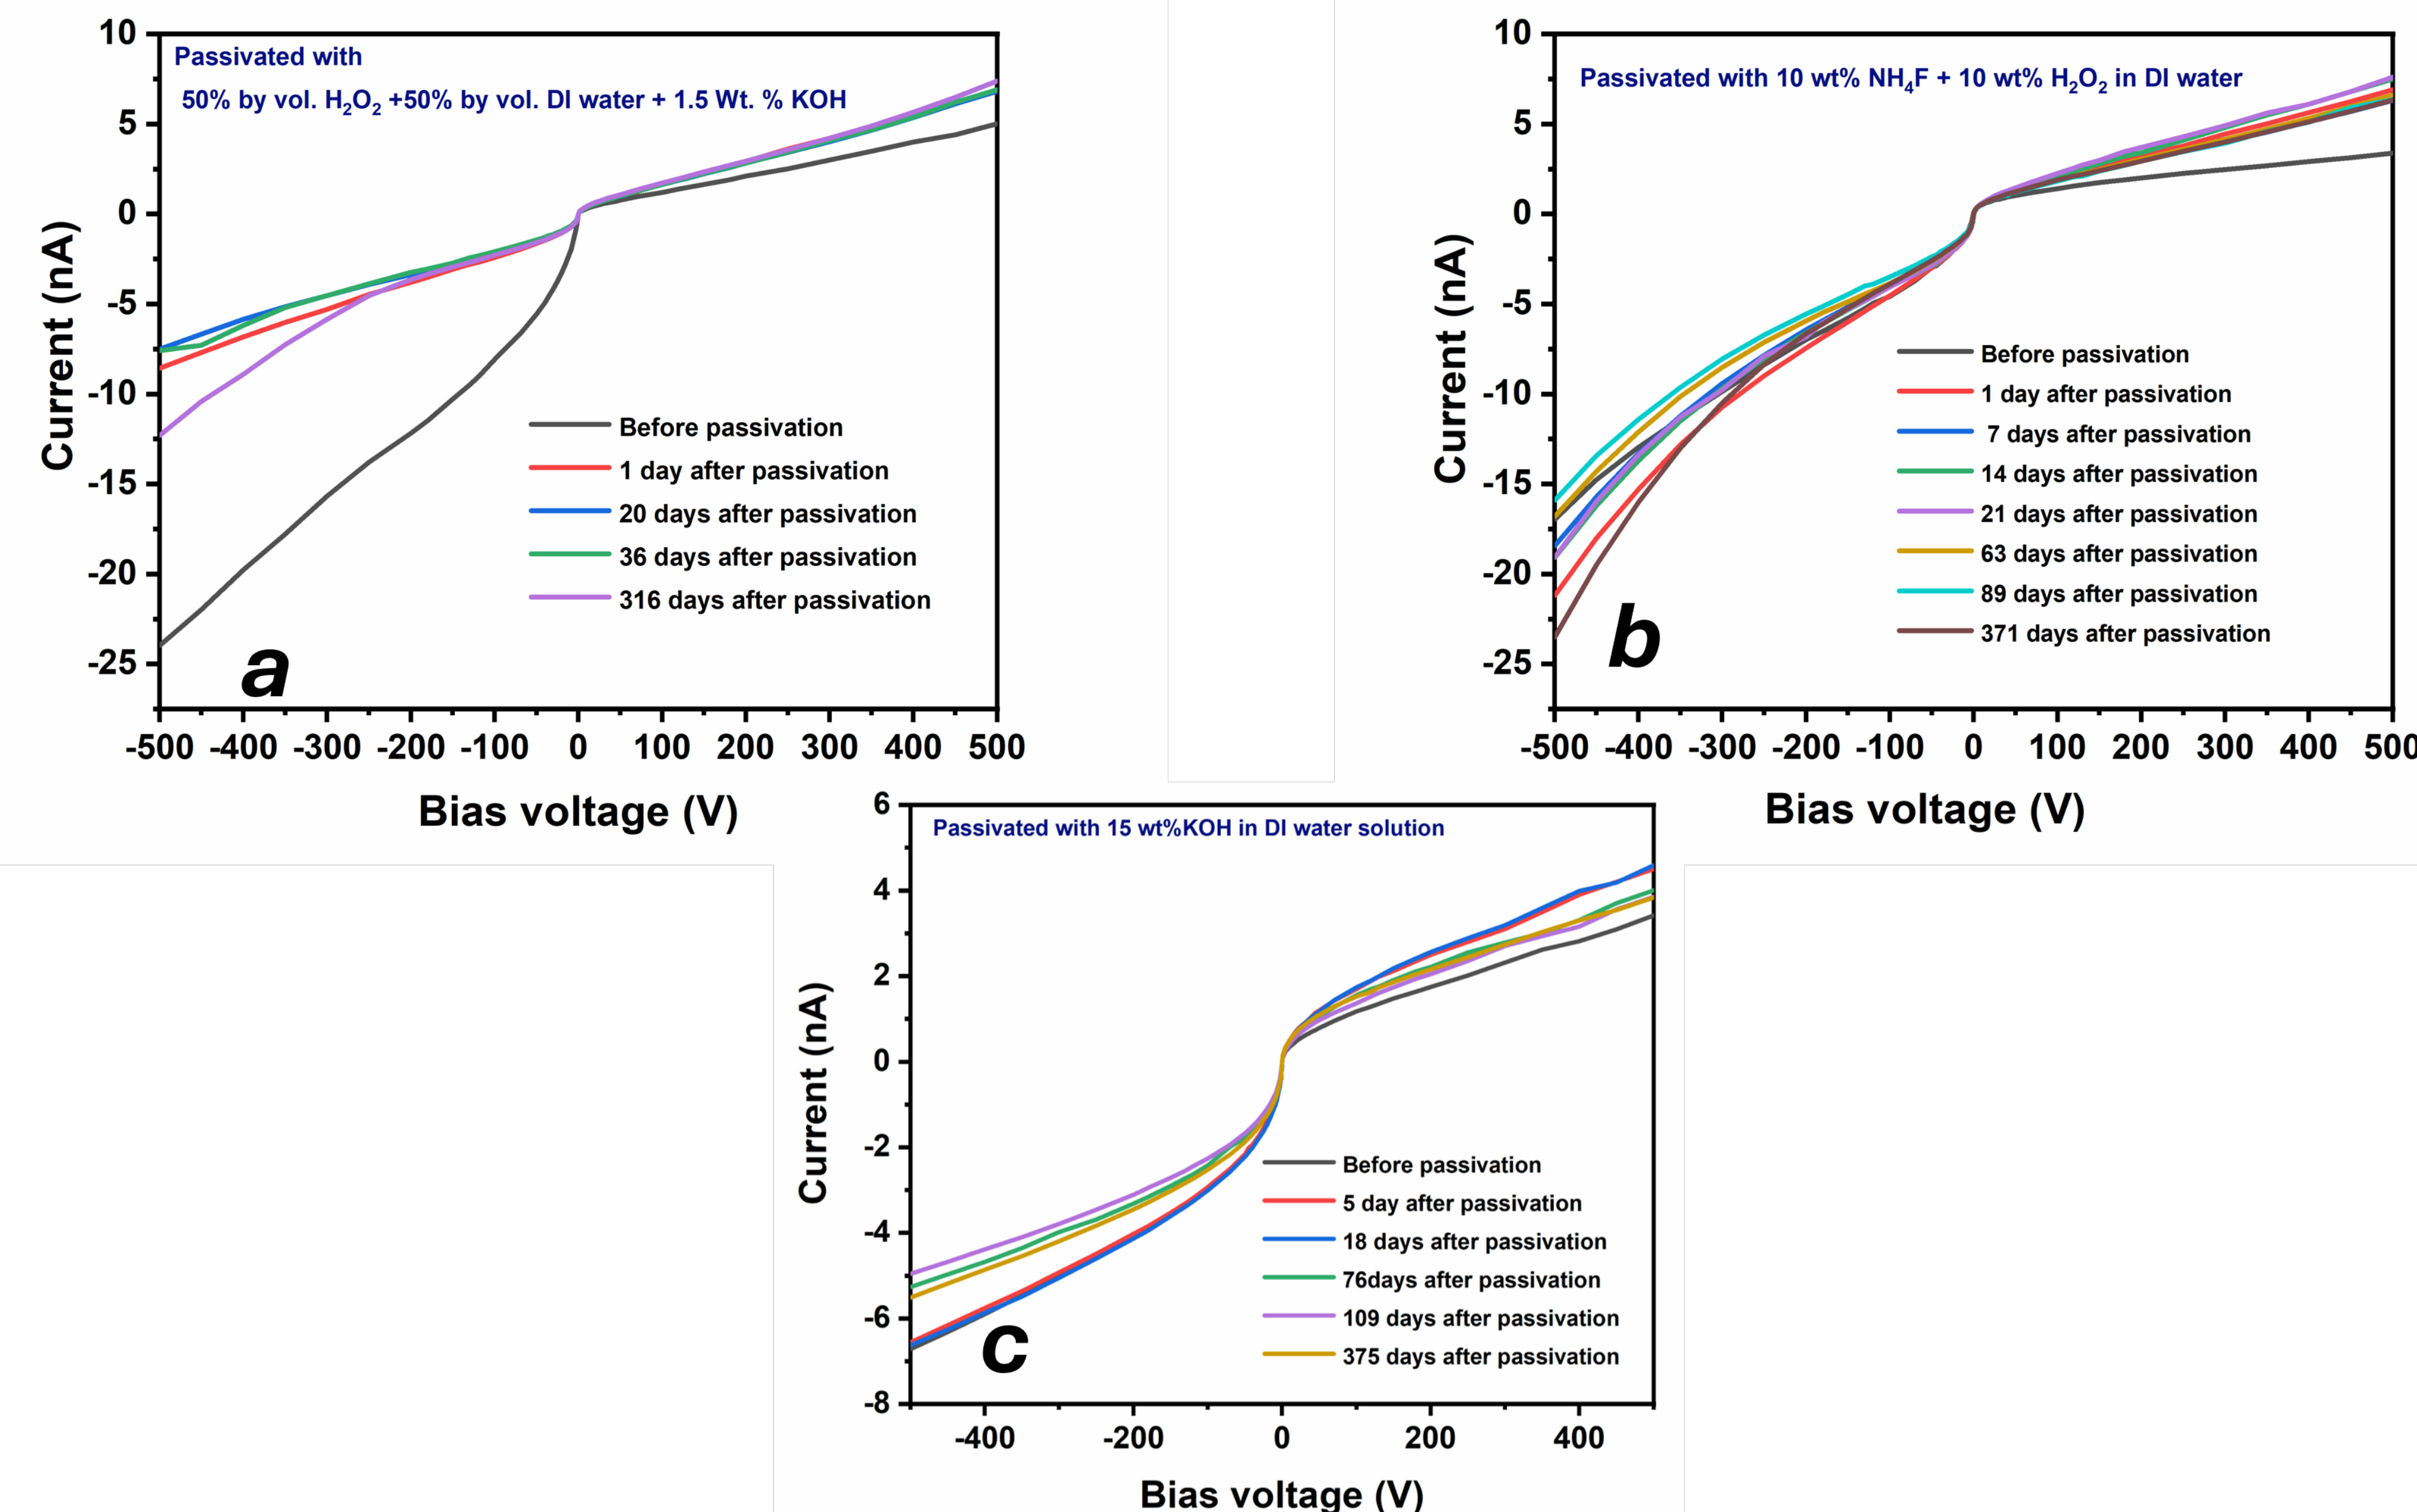 Passivated with
50% by vol. H₂O₂ +50% by vol. DI water + 1.5 Wt. % KOH
10
5
0
-5
-10
-15
-20
-25
Current (nA)
Before passivation
1 day after passivation
20 days after passivation
36 days after passivation
316 days after passivation
a
-500 -400 -300 -200 -100 0 100 200 300 400 500
Bias voltage (V)
Passivated with 10 wt% NH₄F + 10 wt% H₂O₂ in DI water
10
5
0
-5
-10
-15
-20
-25
Current (nA)
Before passivation
1 day after passivation
7 days after passivation
14 days after passivation
21 days after passivation
63 days after passivation
89 days after passivation
371 days after passivation
b
-500 -400 -300 -200 -100 0 100 200 300 400 500
Bias voltage (V)
Passivated with 15 wt%KOH in DI water solution
6
4
2
0
-2
-4
-6
-8
Current (nA)
Before passivation
5 day after passivation
18 days after passivation
76days after passivation
109 days after passivation
375 days after passivation
c
-400 -200 0 200 400
Bias voltage (V)